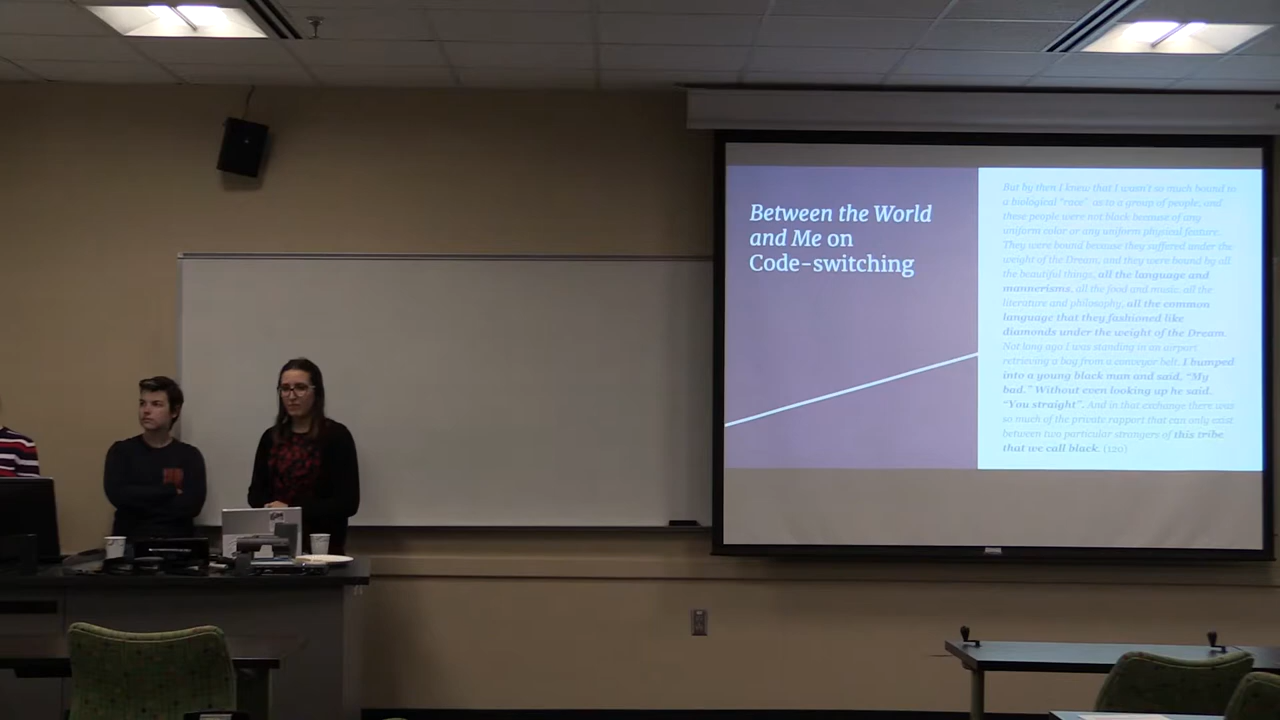 Between the World
and Me on
Code-switching
But by then I knew that I wasn't so much bound to
a biological "race" as to a group of people, and
these people were not black because of any
uniform color or any uniform physical feature.
They were bound because they suffered under the
weight of the Dream, and they were bound by all
the beautiful things, all the language and
mannerisms, all the food and music, all the
literature and philosophy, all the common
language that they fashioned like
diamonds under the weight of the Dream.
Not long ago I was standing in an airport
retrieving a bag from a conveyor belt. I bumped
into a young black man and said, "My
bad." Without even looking up he said,
"You straight". And in that exchange there was
so much of the private rapport that can only exist
between two particular strangers of this tribe
that we call black. (120)